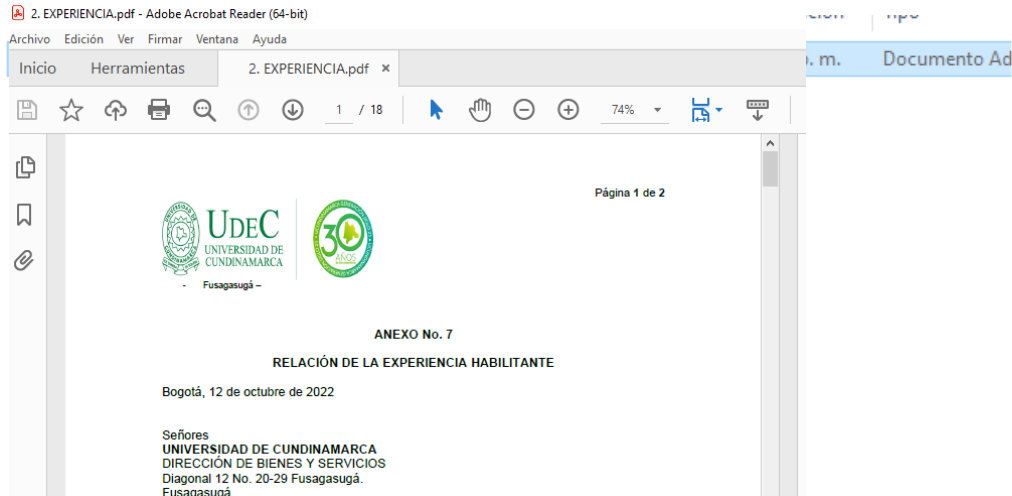 2. EXPERIENCIA.pdf - Adobe Acrobat Reader (64-bit)
Archivo Edición Ver Firmar Ventana Ayuda
Inicio Herramientas 2. EXPERIENCIA.pdf ×
1 / 18 74%
. m. Documento Ad
Página 1 de 2
UDEC
UNIVERSIDAD DE
CUNDINAMARCA
- Fusagasugá –
30
AÑOS
ANEXO No. 7
RELACIÓN DE LA EXPERIENCIA HABILITANTE
Bogotá, 12 de octubre de 2022
Señores
UNIVERSIDAD DE CUNDINAMARCA
DIRECCIÓN DE BIENES Y SERVICIOS
Diagonal 12 No. 20-29 Fusagasugá.
Fusagasugá